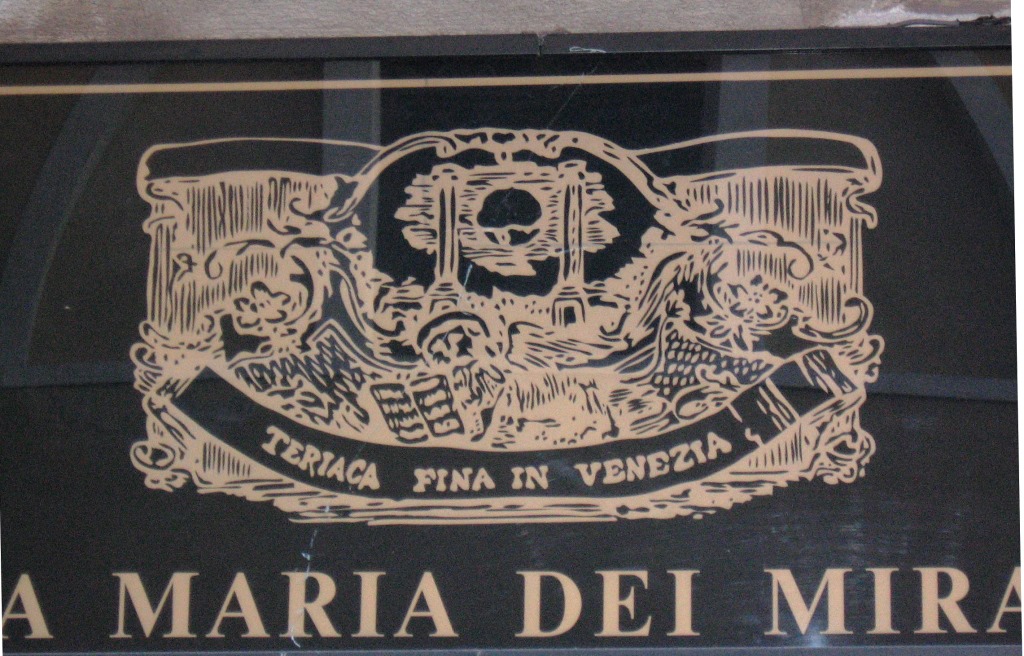 TERIACA FINA IN VENEZIA
A MARIA DEI MIRA